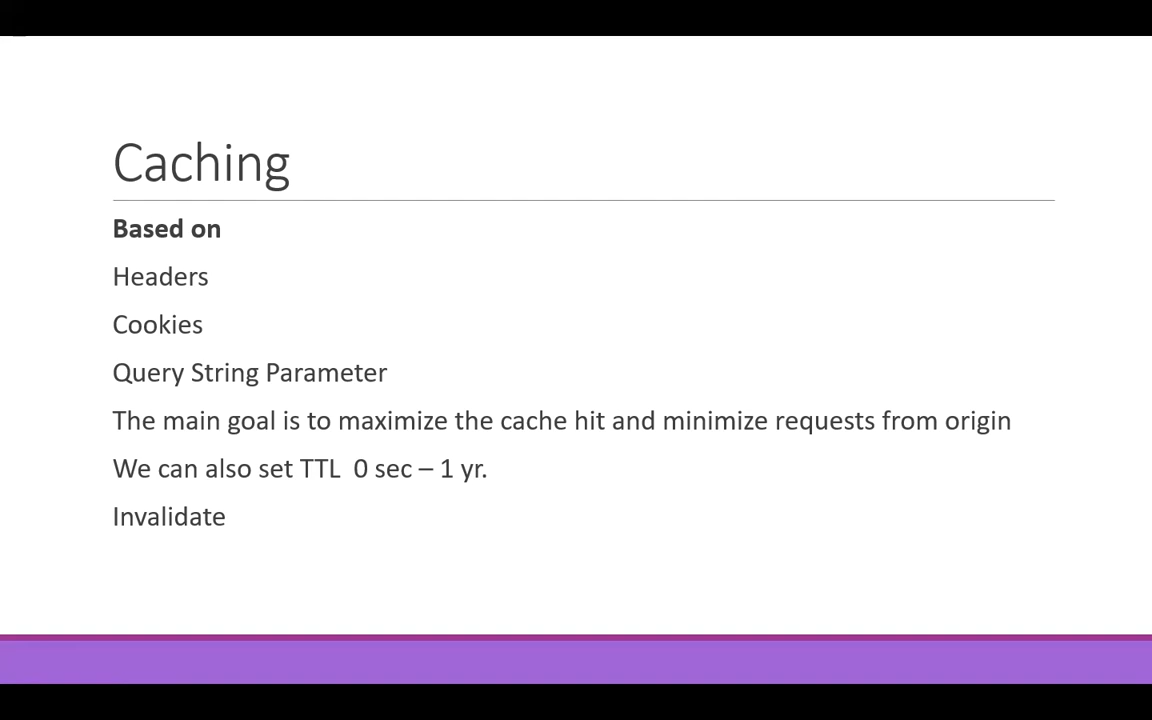 Caching
Based on
Headers
Cookies
Query String Parameter
The main goal is to maximize the cache hit and minimize requests from origin
We can also set TTL  0 sec – 1 yr.
Invalidate